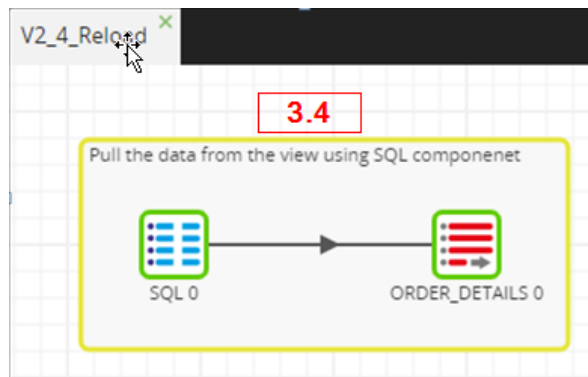 V2_4_Reload
3.4
Pull the data from the view using SQL componenet
SQL 0
ORDER_DETAILS 0